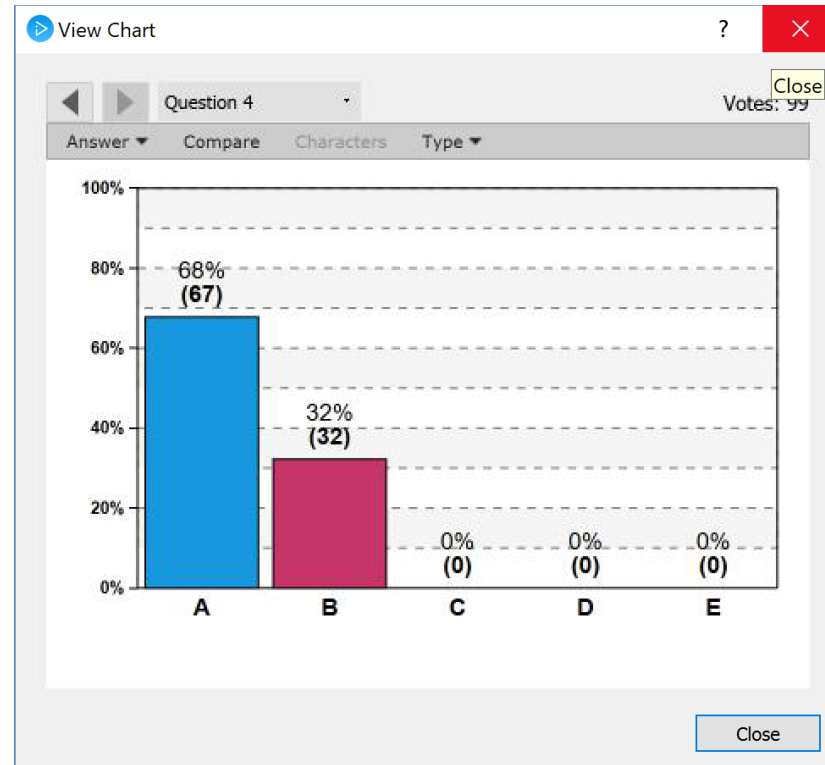 View Chart ?
Close
Question 4 Votes: 99
Answer Compare Characters Type
100%
80%
60%
40%
20%
0%
68%
(67)
32%
(32)
0% 0% 0%
(0) (0) (0)
A B C D E
Close